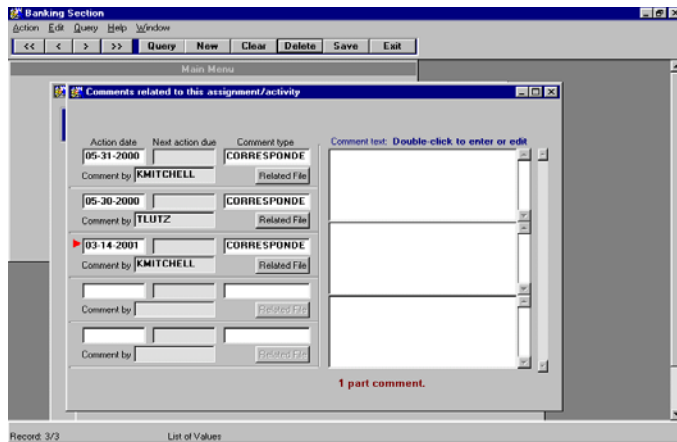 Banking Section
Action Edit Query Help Window
<< < > >> Query New Clear Delete Save Exit
Main Menu
Comments related to this assignment/activity
Action date Next action due Comment type Comment text: Double-click to enter or edit
05-31-2000 CORRESPONDE
Comment by KMITCHELL Related File
05-30-2000 CORRESPONDE
Comment by TLUTZ Related File
03-14-2001 CORRESPONDE
Comment by KMITCHELL Related File
Comment by Related File
Comment by Related File
1 part comment.
Record: 3/3 List of Values